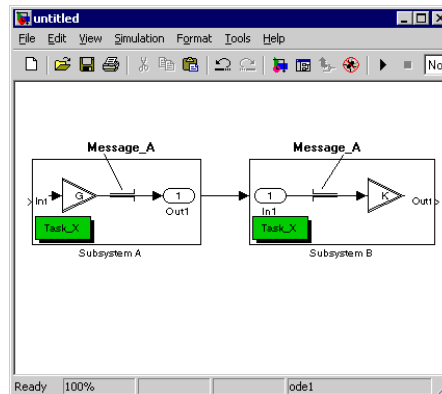 untitled
File Edit View Simulation Format Tools Help
No
Message_A Message_A
In1 G 1 Out1 1 In1 K Out1
Task_X Task_X
Subsystem A Subsystem B
Ready 100% ode1